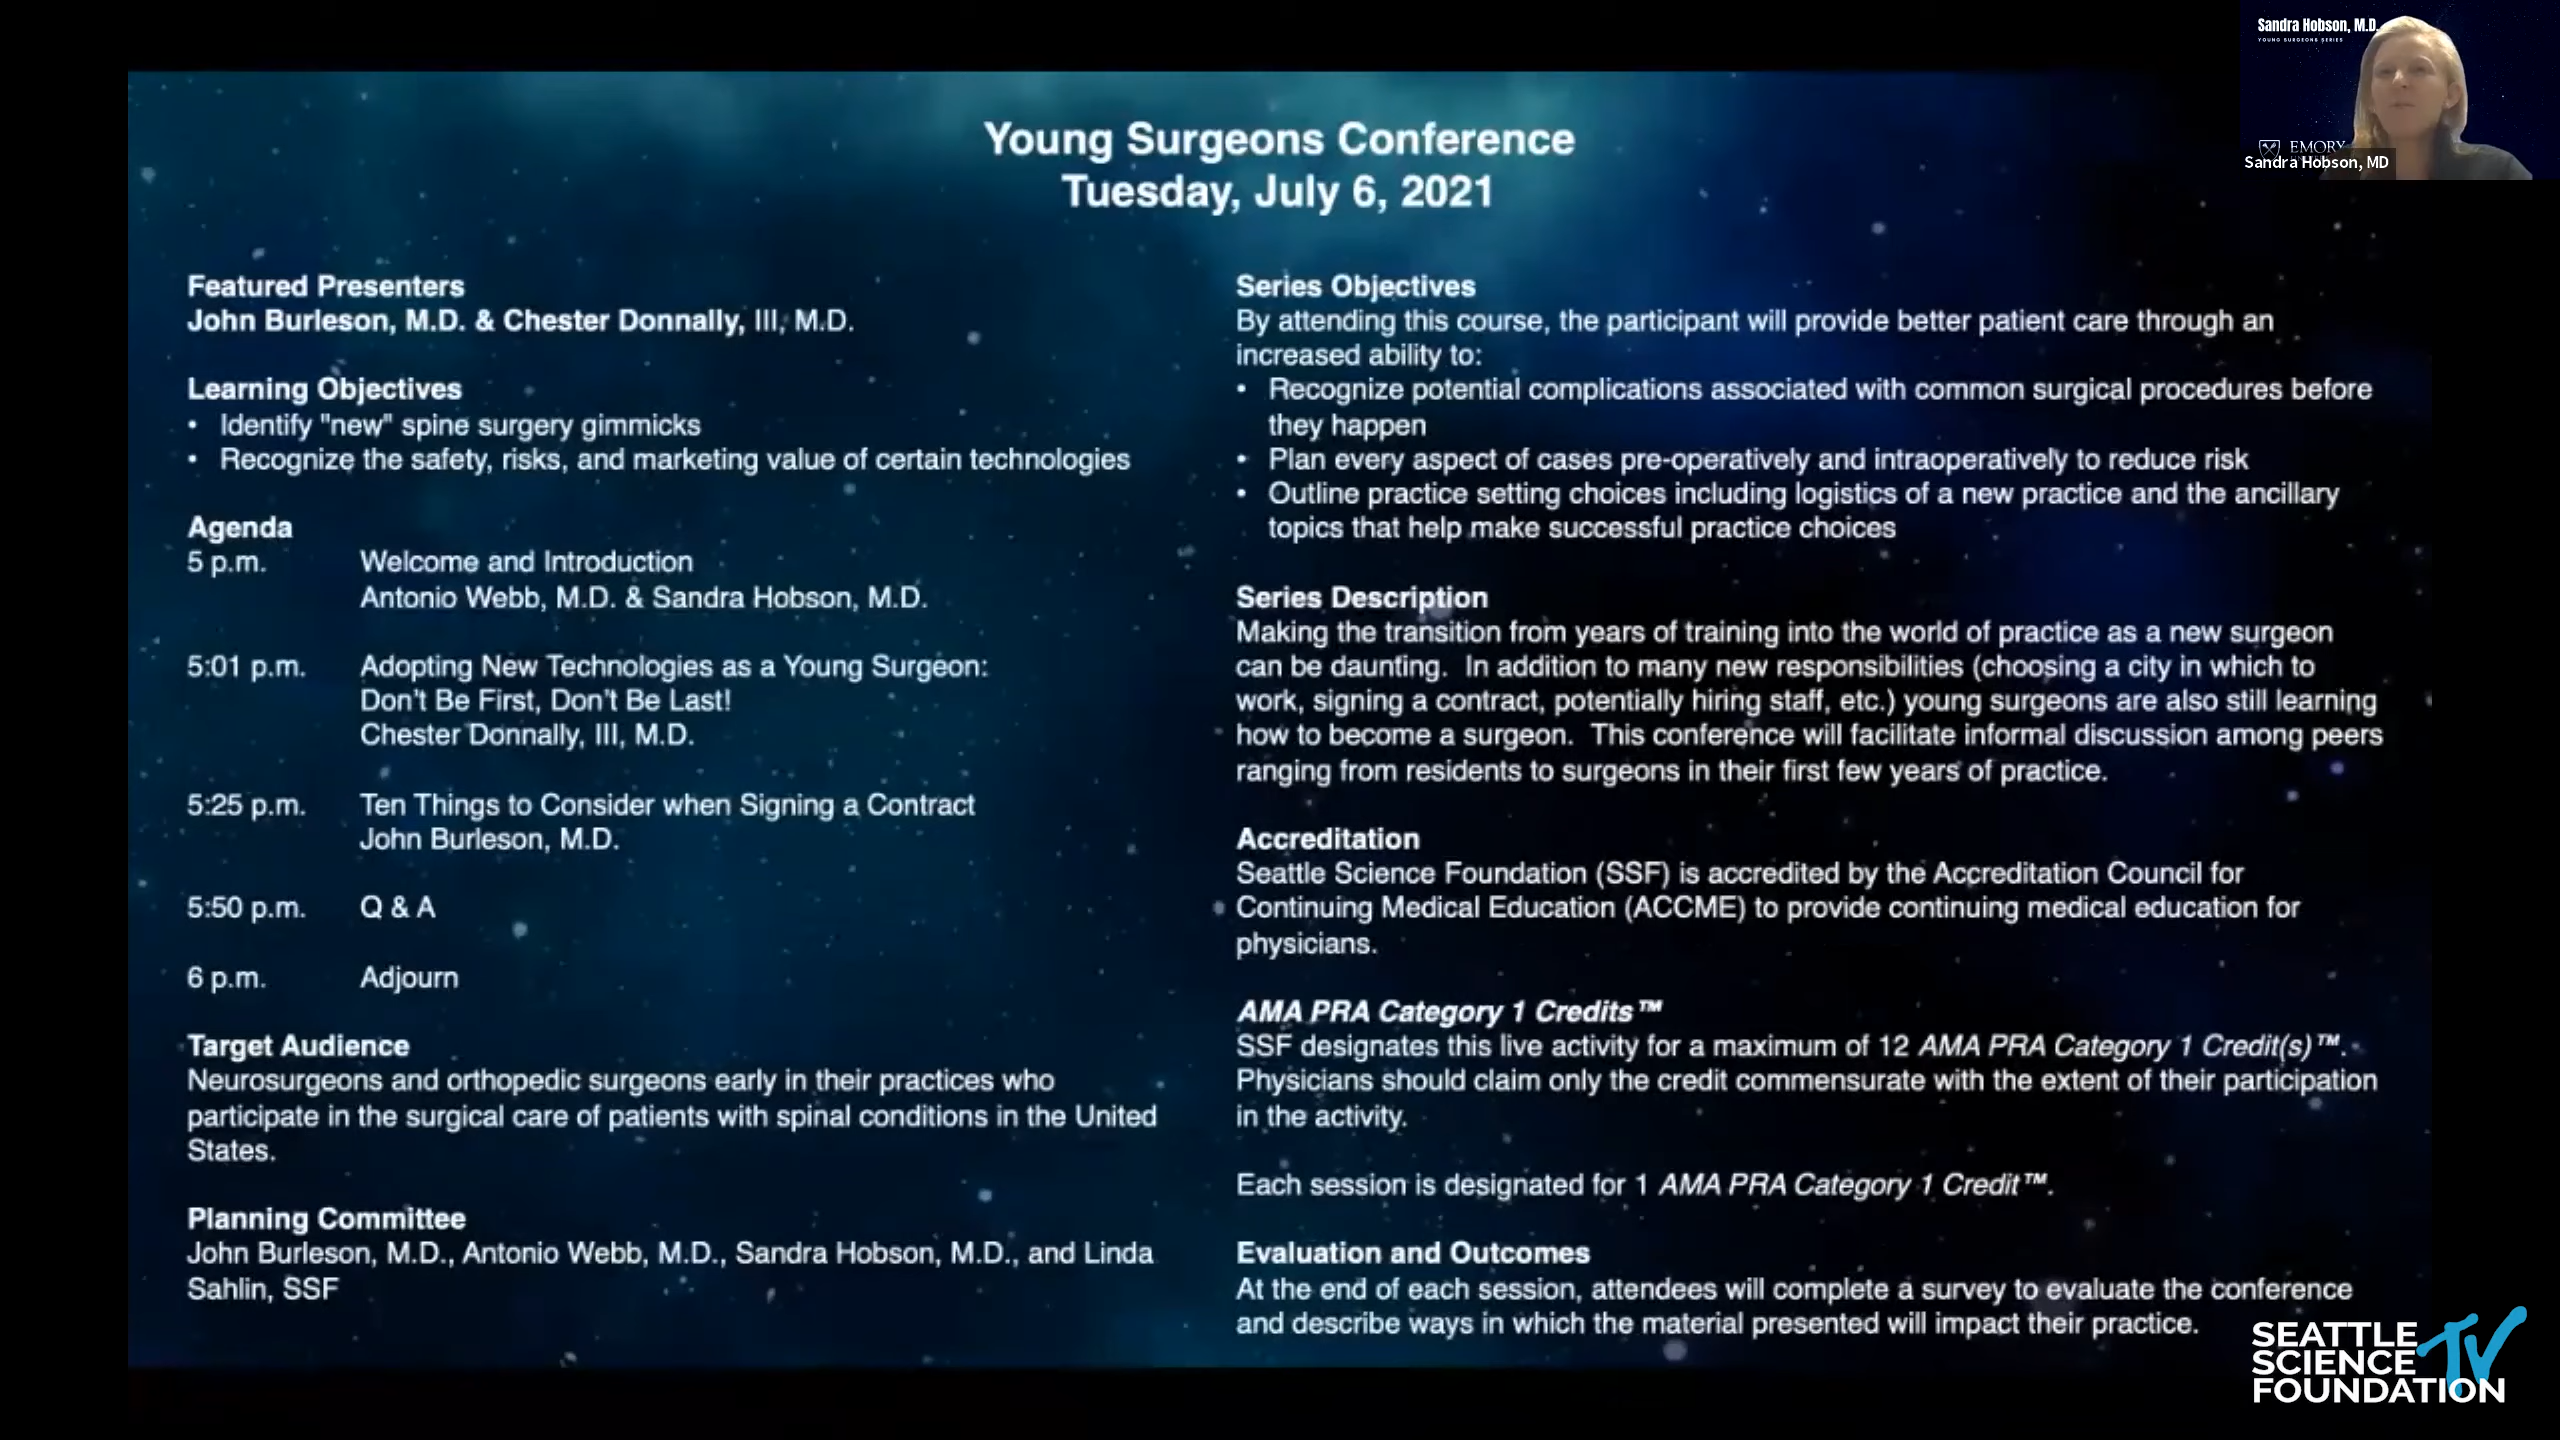 Young Surgeons Conference
Tuesday, July 6, 2021
Featured Presenters
John Burleson, M.D. & Chester Donnally, III, M.D.
Learning Objectives
• Identify "new" spine surgery gimmicks
• Recognize the safety, risks, and marketing value of certain technologies
Agenda
5 p.m. Welcome and Introduction
Antonio Webb, M.D. & Sandra Hobson, M.D.
5:01 p.m. Adopting New Technologies as a Young Surgeon:
Don't Be First, Don't Be Last!
Chester Donnally, III, M.D.
5:25 p.m. Ten Things to Consider when Signing a Contract
John Burleson, M.D.
5:50 p.m. Q & A
6 p.m. Adjourn
Target Audience
Neurosurgeons and orthopedic surgeons early in their practices who
participate in the surgical care of patients with spinal conditions in the United
States.
Planning Committee
John Burleson, M.D., Antonio Webb, M.D., Sandra Hobson, M.D., and Linda
Sahlin, SSF
Series Objectives
By attending this course, the participant will provide better patient care through an
increased ability to:
• Recognize potential complications associated with common surgical procedures before
they happen
• Plan every aspect of cases pre-operatively and intraoperatively to reduce risk
• Outline practice setting choices including logistics of a new practice and the ancillary
topics that help make successful practice choices
Series Description
Making the transition from years of training into the world of practice as a new surgeon
can be daunting. In addition to many new responsibilities (choosing a city in which to
work, signing a contract, potentially hiring staff, etc.) young surgeons are also still learning
how to become a surgeon. This conference will facilitate informal discussion among peers
ranging from residents to surgeons in their first few years of practice.
Accreditation
Seattle Science Foundation (SSF) is accredited by the Accreditation Council for
Continuing Medical Education (ACCME) to provide continuing medical education for
physicians.
AMA PRA Category 1 Credits™
SSF designates this live activity for a maximum of 12 AMA PRA Category 1 Credit(s)™.
Physicians should claim only the credit commensurate with the extent of their participation
in the activity.
Each session is designated for 1 AMA PRA Category 1 Credit™.
Evaluation and Outcomes
At the end of each session, attendees will complete a survey to evaluate the conference
and describe ways in which the material presented will impact their practice.
Sandra Hobson, M.D.
YOUNG SURGEONS SERIES
EMORY
Sandra Hobson, MD
SEATTLE
SCIENCE
FOUNDATION
TV